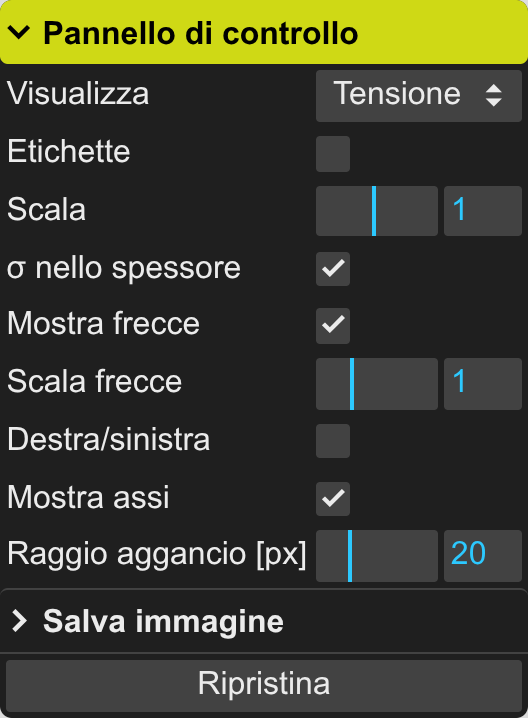 Pannello di controllo
Visualizza Tensione
Etichette
Scala 1
σ nello spessore
Mostra frecce
Scala frecce 1
Destra/sinistra
Mostra assi
Raggio aggancio [px] 20
Salva immagine
Ripristina